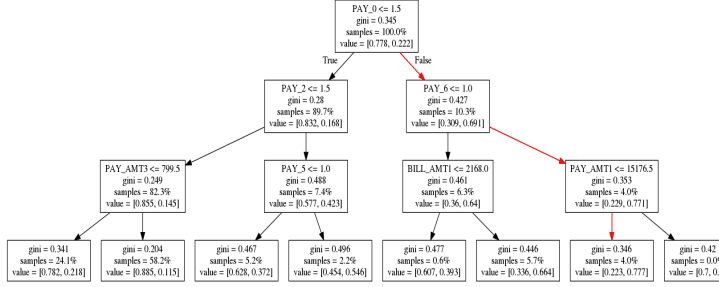 PAY_0 <= 1.5
gini = 0.345
samples = 100.0%
value = [0.778, 0.222]
True
False
PAY_2 <= 1.5
gini = 0.28
samples = 89.7%
value = [0.832, 0.168]
PAY_6 <= 1.0
gini = 0.427
samples = 10.3%
value = [0.309, 0.691]
PAY_AMT3 <= 799.5
gini = 0.249
samples = 82.3%
value = [0.855, 0.145]
PAY_5 <= 1.0
gini = 0.488
samples = 7.4%
value = [0.577, 0.423]
BILL_AMT1 <= 2168.0
gini = 0.461
samples = 6.3%
value = [0.36, 0.64]
PAY_AMT1 <= 15176.5
gini = 0.353
samples = 4.0%
value = [0.229, 0.771]
gini = 0.341
samples = 24.1%
value = [0.782, 0.218]
gini = 0.204
samples = 58.2%
value = [0.885, 0.115]
gini = 0.467
samples = 5.2%
value = [0.628, 0.372]
gini = 0.496
samples = 2.2%
value = [0.454, 0.546]
gini = 0.477
samples = 0.6%
value = [0.607, 0.393]
gini = 0.446
samples = 5.7%
value = [0.336, 0.664]
gini = 0.346
samples = 4.0%
value = [0.223, 0.777]
gini = 0.42
samples = 0.0%
value = [0.7, 0.